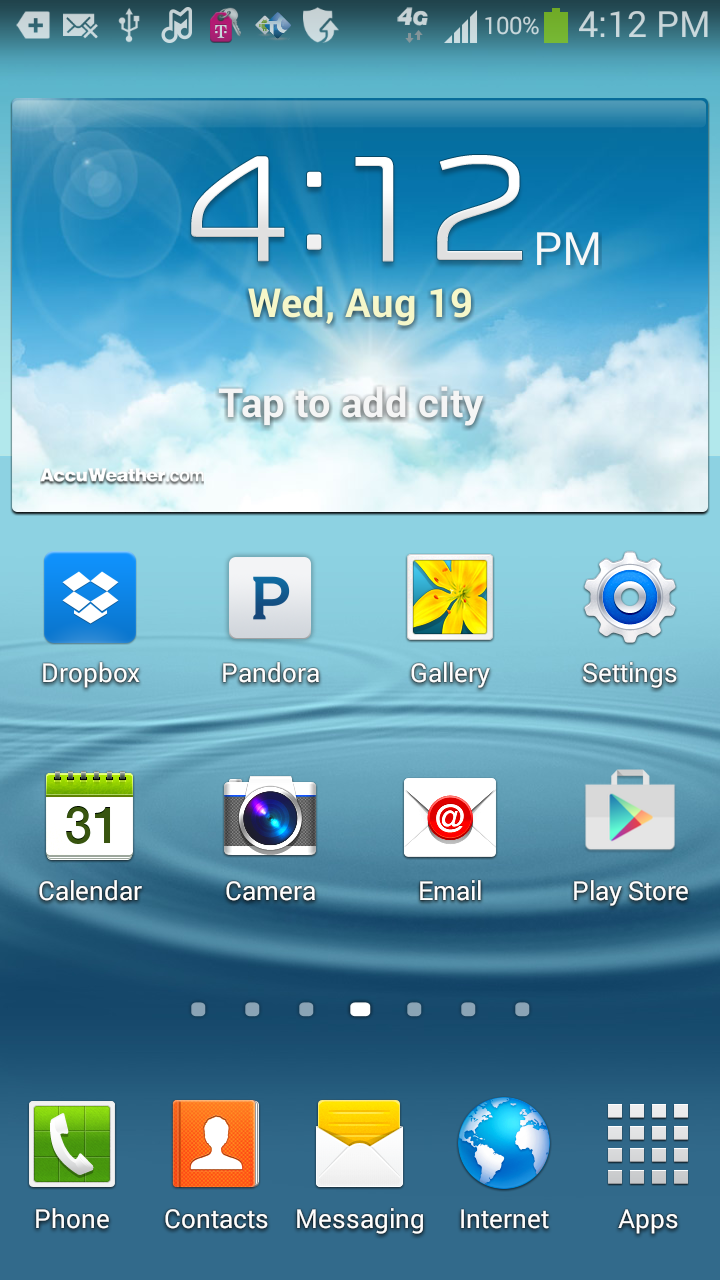 4G 100% 4:12 PM
4:12 PM
Wed, Aug 19
Tap to add city
AccuWeather.com
Dropbox Pandora Gallery Settings
31
Calendar Camera Email Play Store
Phone Contacts Messaging Internet Apps